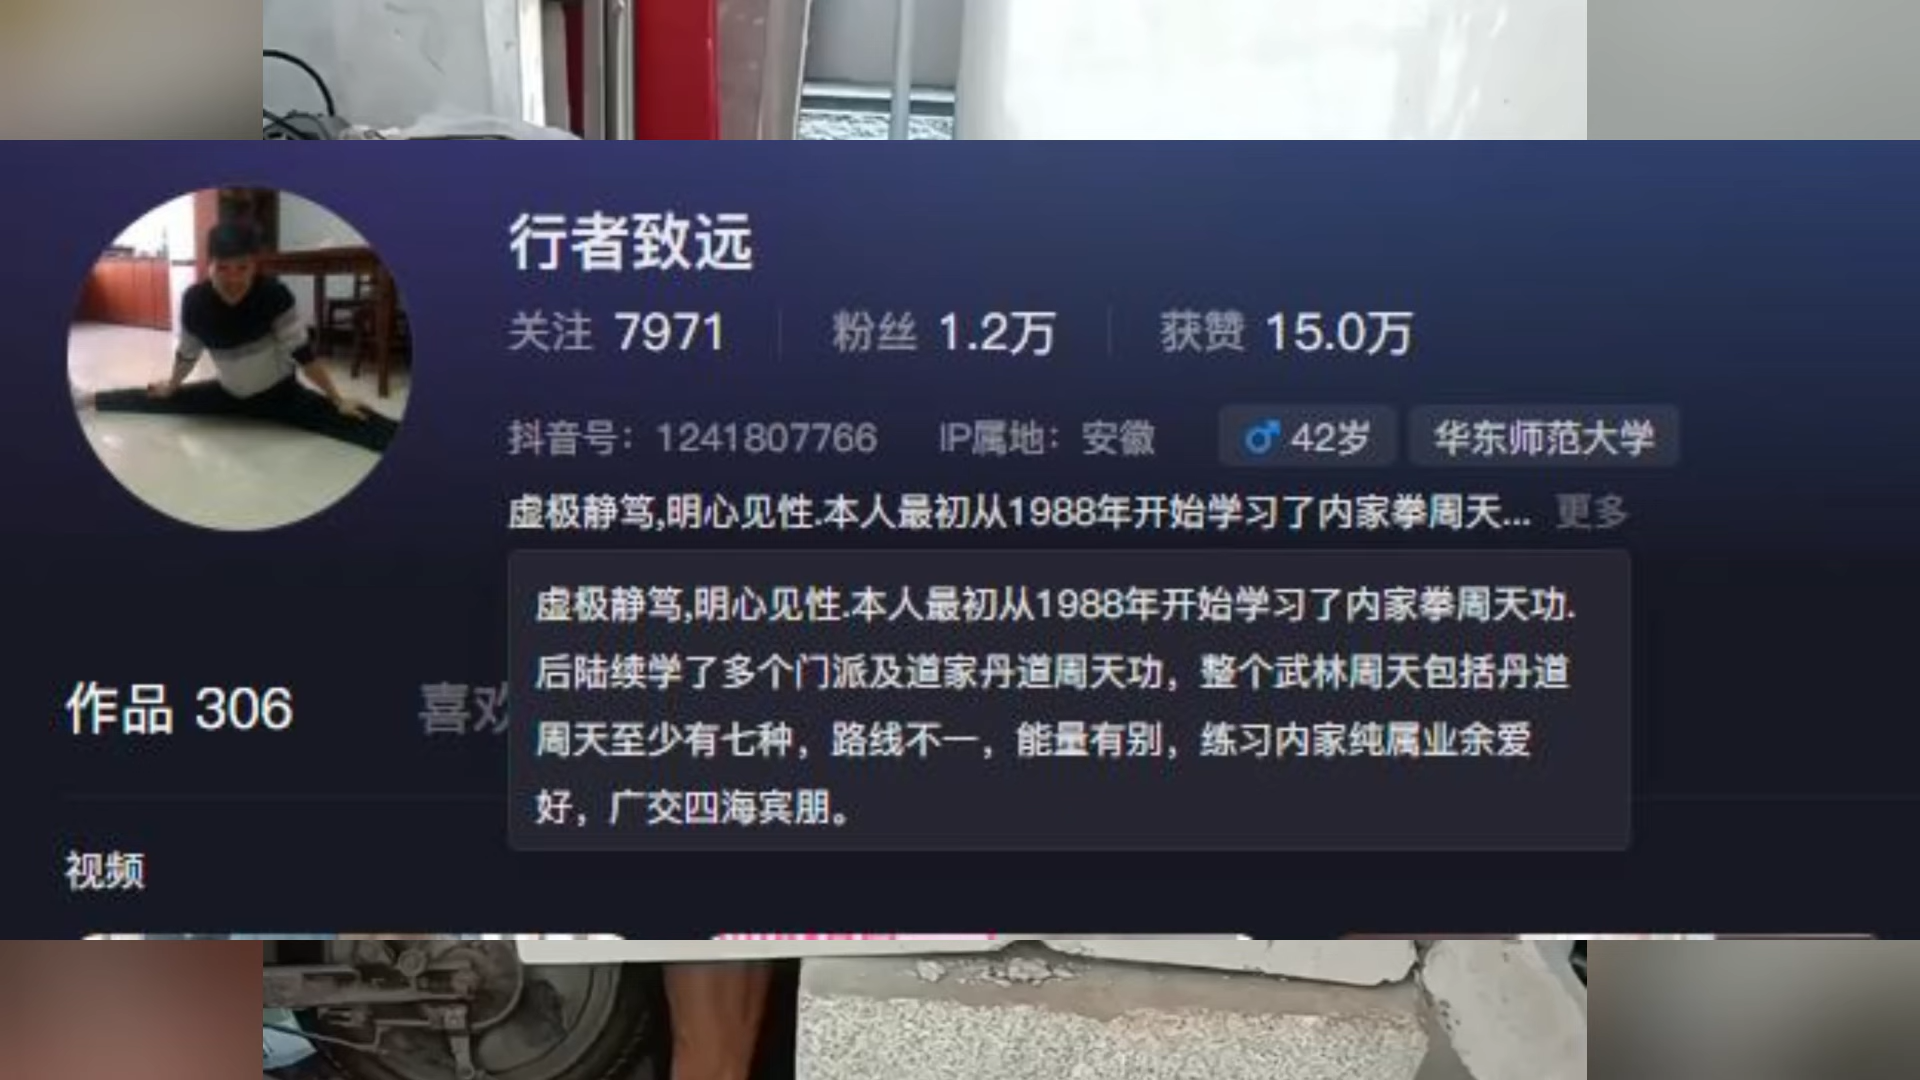 行者致远
关注 7971 粉丝 1.2万 获赞 15.0万
抖音号：1241807766 IP属地：安徽 42岁 华东师范大学
虚极静笃,明心见性.本人最初从1988年开始学习了内家拳周天... 更多
虚极静笃,明心见性.本人最初从1988年开始学习了内家拳周天功.
后陆续学了多个门派及道家丹道周天功，整个武林周天包括丹道
周天至少有七种，路线不一，能量有别，练习内家纯属业余爱
好，广交四海宾朋。
作品 306 喜欢
视频